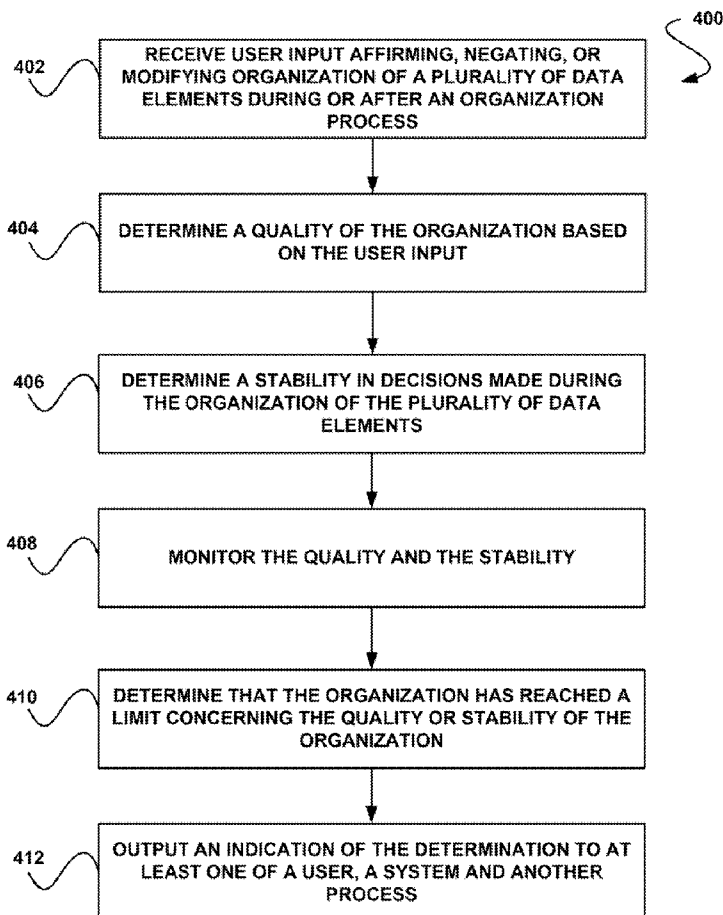 400
402
RECEIVE USER INPUT AFFIRMING, NEGATING, OR
MODIFYING ORGANIZATION OF A PLURALITY OF DATA
ELEMENTS DURING OR AFTER AN ORGANIZATION
PROCESS
404
DETERMINE A QUALITY OF THE ORGANIZATION BASED
ON THE USER INPUT
406
DETERMINE A STABILITY IN DECISIONS MADE DURING
THE ORGANIZATION OF THE PLURALITY OF DATA
ELEMENTS
408
MONITOR THE QUALITY AND THE STABILITY
410
DETERMINE THAT THE ORGANIZATION HAS REACHED A
LIMIT CONCERNING THE QUALITY OR STABILITY OF THE
ORGANIZATION
412
OUTPUT AN INDICATION OF THE DETERMINATION TO AT
LEAST ONE OF A USER, A SYSTEM AND ANOTHER
PROCESS